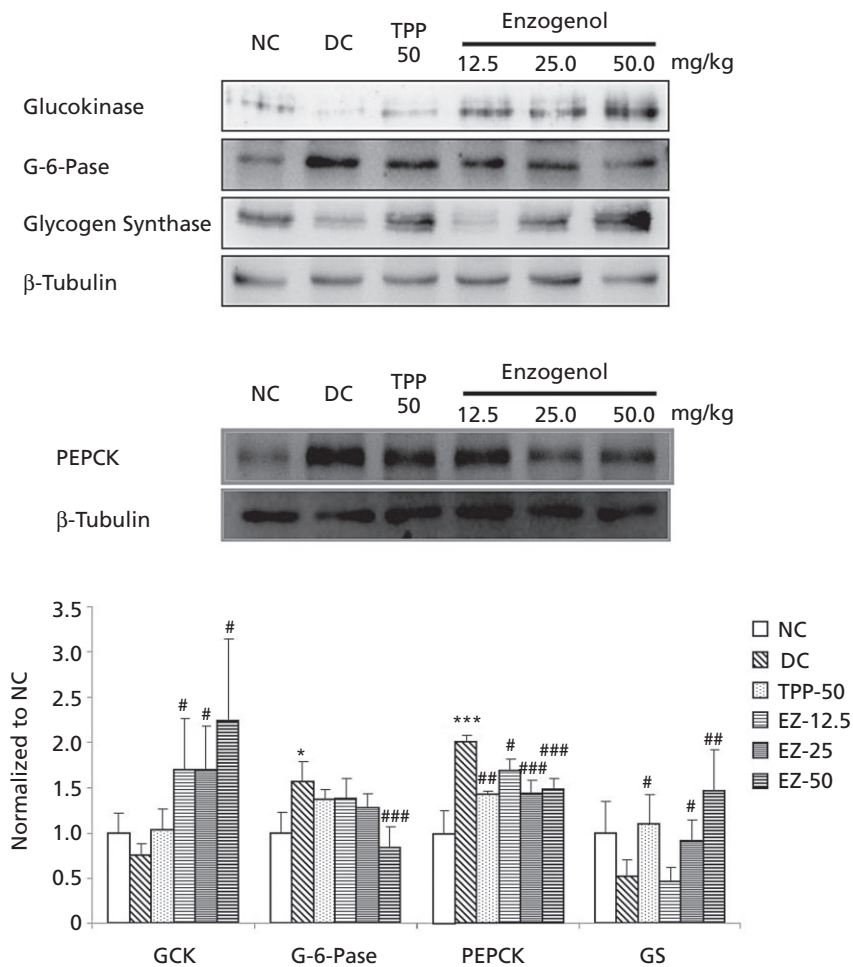 NC DC TPP 50 Enzogenol
12.5 25.0 50.0 mg/kg
Glucokinase
G-6-Pase
Glycogen Synthase
β-Tubulin
NC DC TPP 50 Enzogenol
12.5 25.0 50.0 mg/kg
PEPCK
β-Tubulin
Normalized to NC
3.5
3.0
2.5
2.0
1.5
1.0
0.5
0
# # #
* ###
*** ## # ### ###
# # ##
GCK G-6-Pase PEPCK GS
NC
DC
TPP-50
EZ-12.5
EZ-25
EZ-50